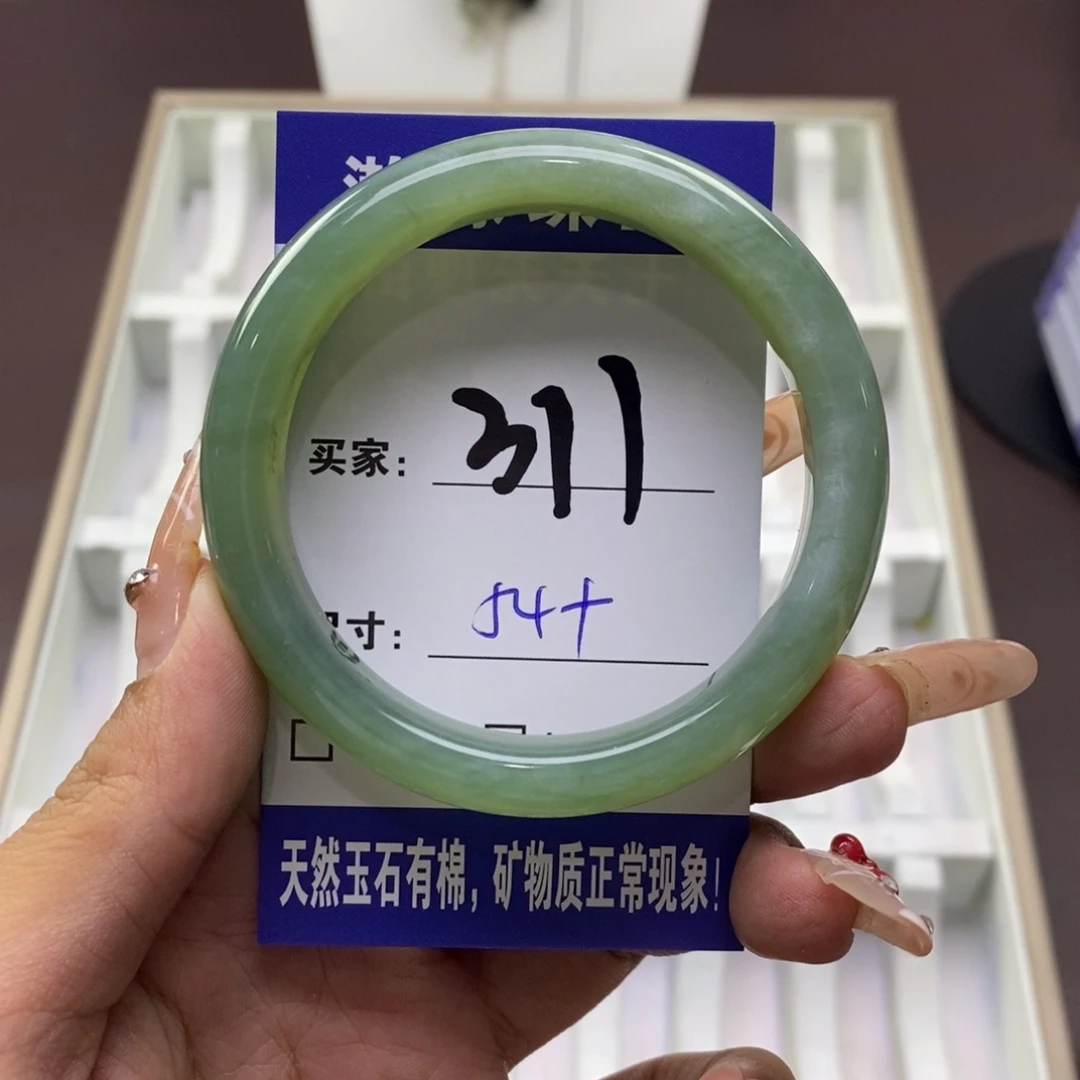 买家: 311
寸: 54+
天然玉石有棉, 矿物质正常现象!